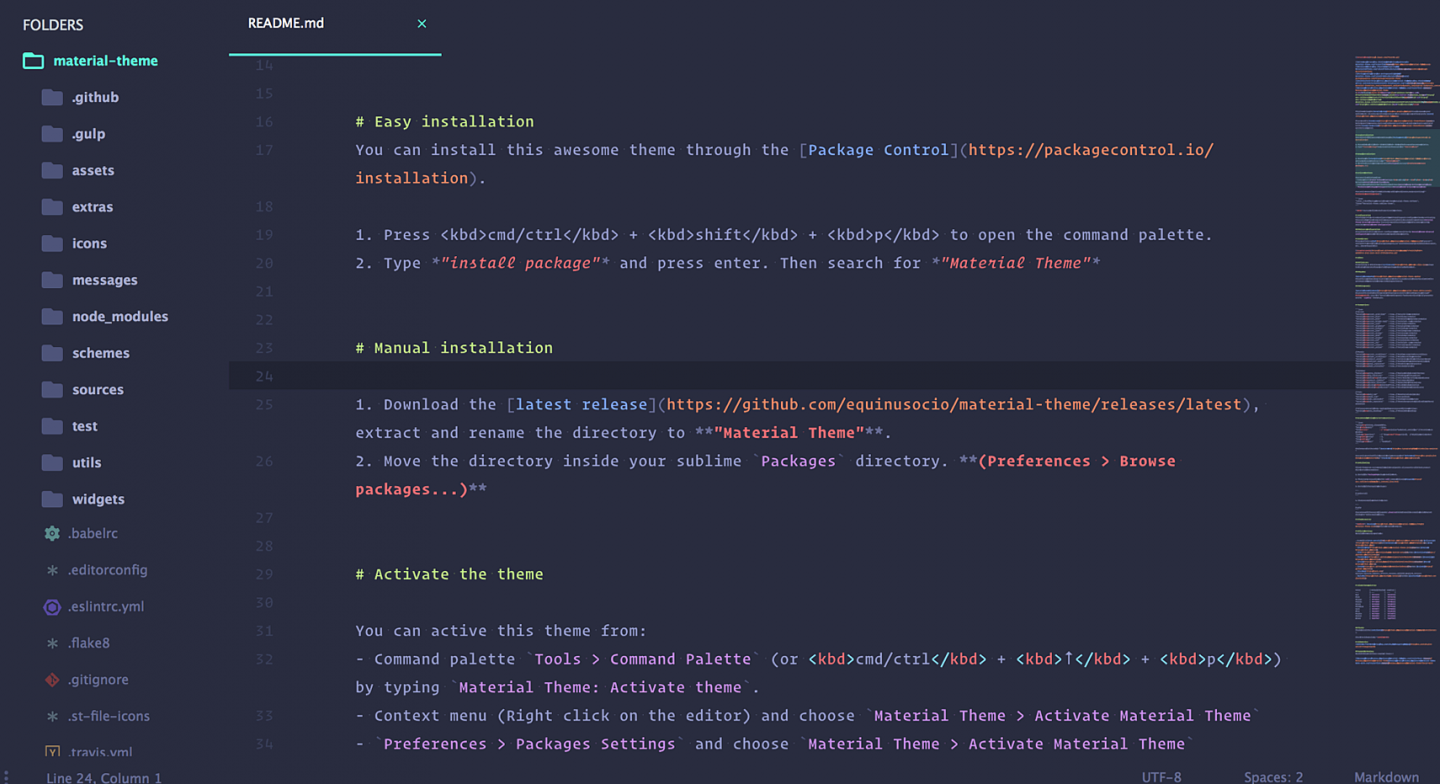 FOLDERS
material-theme
.github
.gulp
assets
extras
icons
messages
node_modules
schemes
sources
test
utils
widgets
.babelrc
.editorconfig
.eslintrc.yml
.flake8
.gitignore
.st-file-icons
.travis.yml
README.md ×
14
15
16 # Easy installation
17 You can install this awesome theme through the [Package Control](https://packagecontrol.io/
installation).
18
19 1. Press <kbd>cmd/ctrl</kbd> + <kbd>shift</kbd> + <kbd>p</kbd> to open the command palette.
20 2. Type *"install package"* and press enter. Then search for *"Material Theme"*
21
22
23 # Manual installation
24
25 1. Download the [latest release](https://github.com/equinusocio/material-theme/releases/latest),
extract and rename the directory to **"Material Theme"**.
26 2. Move the directory inside your sublime `Packages` directory. **(Preferences > Browse
packages...)**
27
28
29 # Activate the theme
30
31 You can active this theme from:
32 - Command palette `Tools > Command Palette` (or <kbd>cmd/ctrl</kbd> + <kbd>↑</kbd> + <kbd>p</kbd>)
by typing `Material Theme: Activate theme`.
33 - Context menu (Right click on the editor) and choose `Material Theme > Activate Material Theme`
34 - `Preferences > Packages Settings` and choose `Material Theme > Activate Material Theme`
Line 24, Column 1
UTF-8
Spaces: 2
Markdown